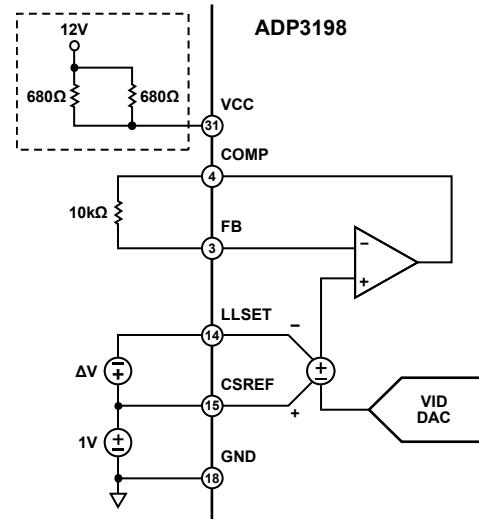 ADP3198
12V
680Ω
680Ω
VCC
31
COMP
4
10kΩ
FB
3
–
+
LLSET
14
–
ΔV
–
+
+
–
CSREF
15
+
VID
DAC
1V
+
–
GND
18